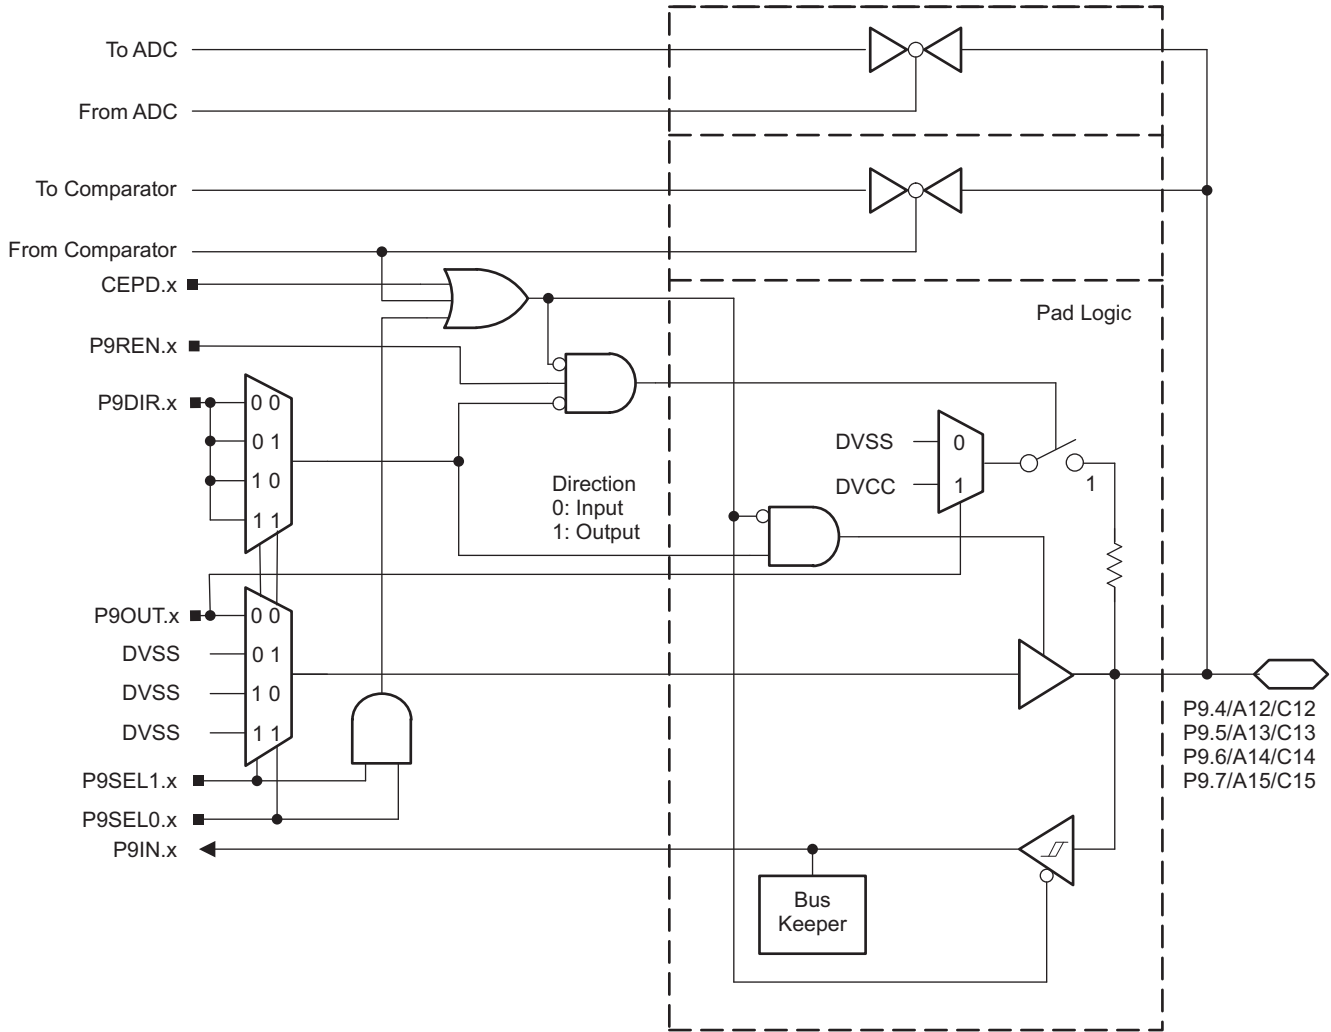 To ADC
From ADC
To Comparator
From Comparator
CEPD.x
Pad Logic
P9REN.x
P9DIR.x
0 0
0 1
1 0
1 1
DVSS
0
DVCC
1
1
Direction
0: Input
1: Output
P9OUT.x
0 0
DVSS
0 1
DVSS
1 0
DVSS
1 1
P9.4/A12/C12
P9.5/A13/C13
P9.6/A14/C14
P9.7/A15/C15
P9SEL1.x
P9SEL0.x
P9IN.x
Bus
Keeper